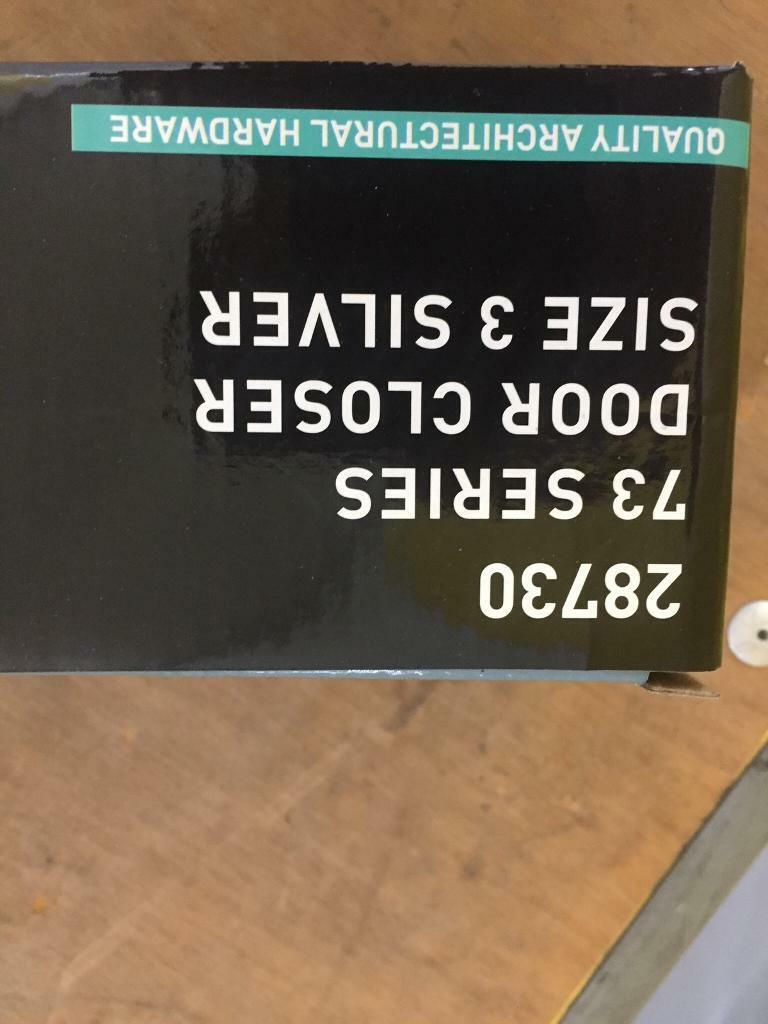 28730
73 SERIES
DOOR CLOSER
SIZE 3 SILVER
QUALITY ARCHITECTURAL HARDWARE